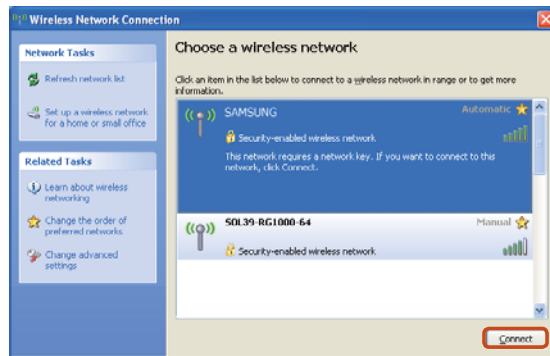 Wireless Network Connection
Network Tasks
Refresh network list
Set up a wireless network
for a home or small office
Related Tasks
Learn about wireless
networking
Change the order of
preferred networks
Change advanced
settings
Choose a wireless network
Click an item in the list below to connect to a wireless network in range or to get more
information.
SAMSUNG
Automatic
Security-enabled wireless network
This network requires a network key. If you want to connect to this
network, click Connect.
SOL39-RG1000-64
Manual
Security-enabled wireless network
Connect